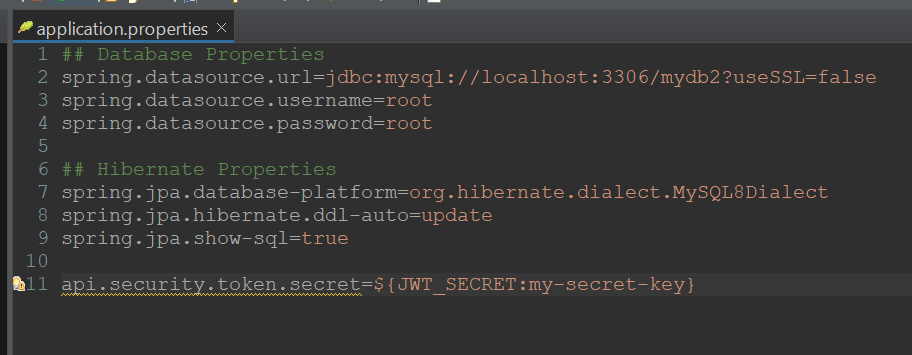 application.properties
1 ## Database Properties
2 spring.datasource.url=jdbc:mysql://localhost:3306/mydb2?useSSL=false
3 spring.datasource.username=root
4 spring.datasource.password=root
5
6 ## Hibernate Properties
7 spring.jpa.database-platform=org.hibernate.dialect.MySQL8Dialect
8 spring.jpa.hibernate.ddl-auto=update
9 spring.jpa.show-sql=true
10
11 api.security.token.secret=${JWT_SECRET:my-secret-key}